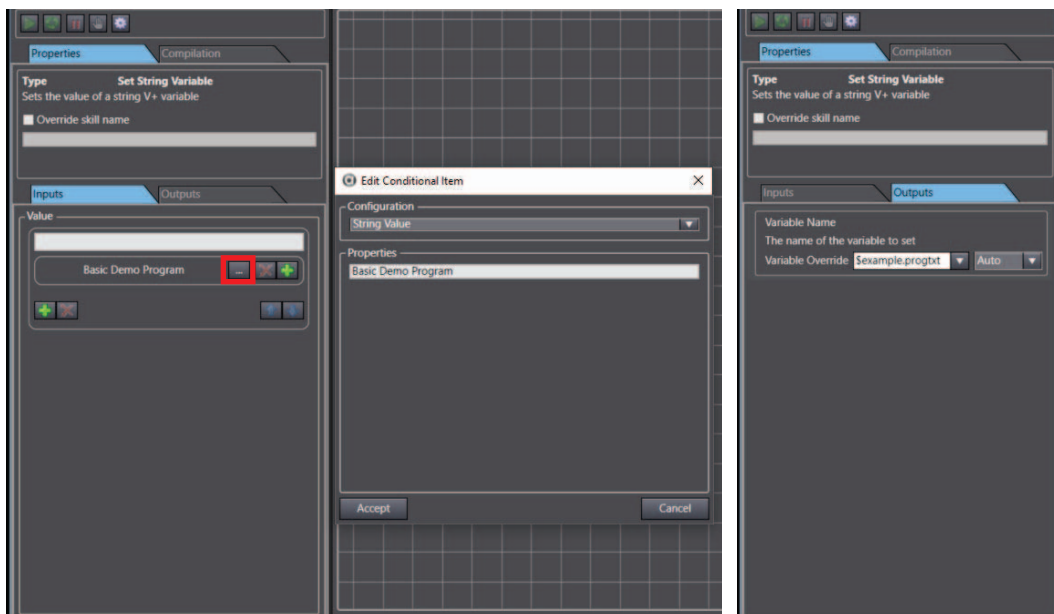 Properties
Compilation
Type Set String Variable
Sets the value of a string V+ variable
Override skill name
Inputs
Outputs
Value
Basic Demo Program
...
Edit Conditional Item
Configuration
String Value
Properties
Basic Demo Program
Accept
Cancel
Properties
Compilation
Type Set String Variable
Sets the value of a string V+ variable
Override skill name
Inputs
Outputs
Variable Name
The name of the variable to set
Variable Override $example.progtxt Auto